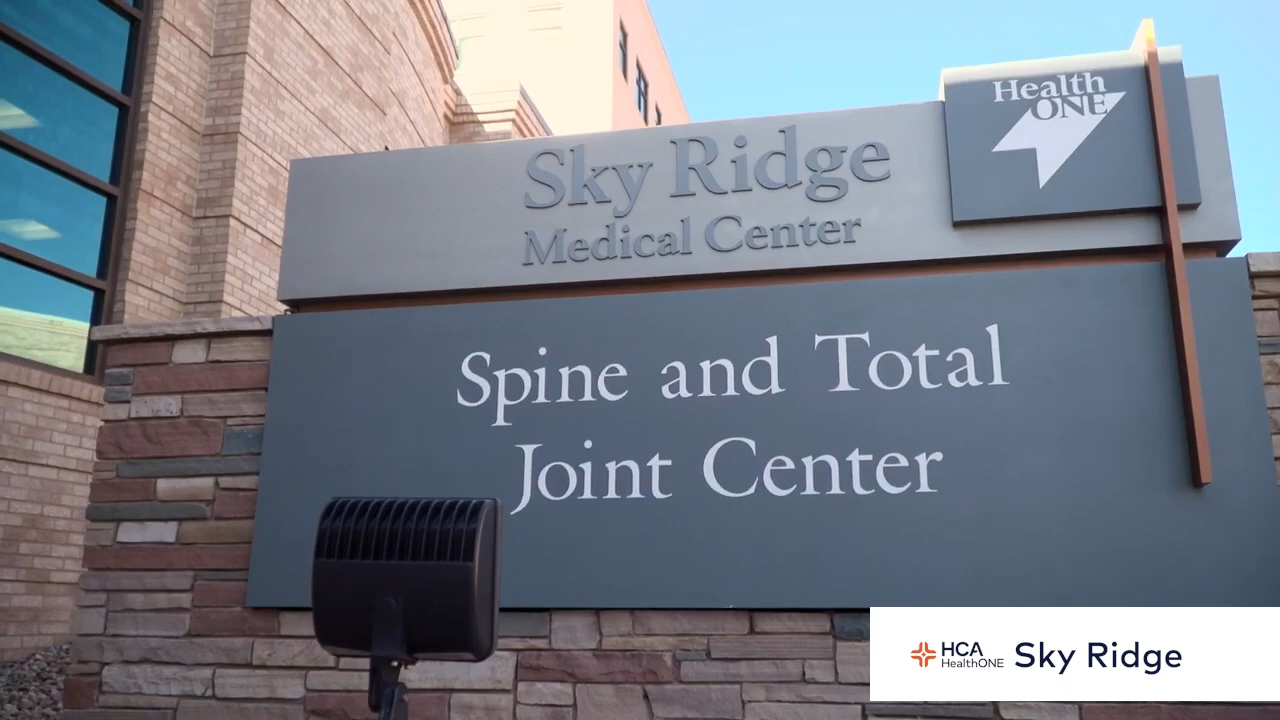 Health
ONE
Sky Ridge
Medical Center
Spine and Total
Joint Center
HCA
HealthONE
Sky Ridge